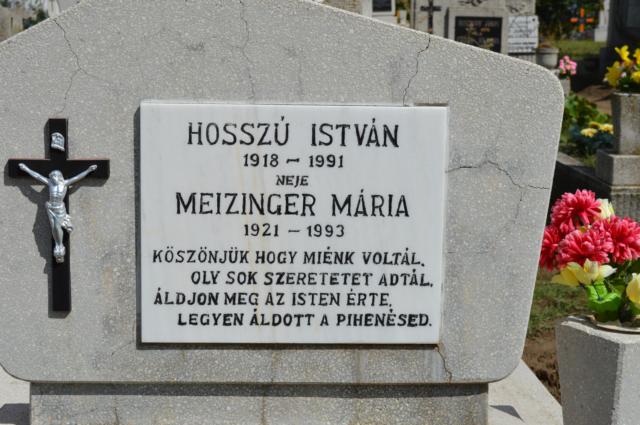 HOSSZÚ ISTVÁN
1918 - 1991
NEJE
MEIZINGER MÁRIA
1921 - 1993
KÖSZÖNJÜK HOGY MIÉNK VOLTÁL,
OLY SOK SZERETETET ADTÁL,
ÁLDJON MEG AZ ISTEN ÉRTE,
LEGYEN ÁLDOTT A PIHENÉSED.